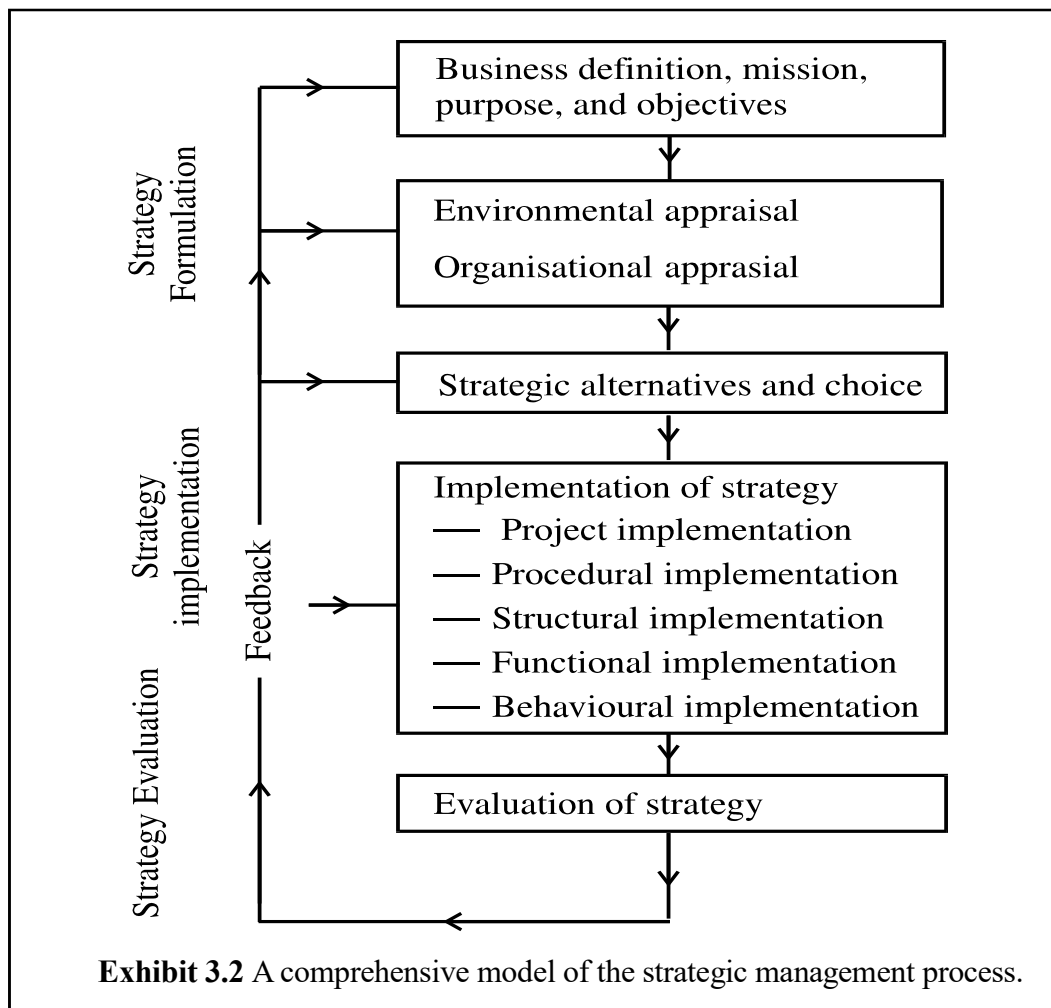 Business definition, mission,
purpose, and objectives
Environmental appraisal
Organisational apprasial
Strategic alternatives and choice
Implementation of strategy
— Project implementation
— Procedural implementation
— Structural implementation
— Functional implementation
— Behavioural implementation
Evaluation of strategy
Strategy
Formulation
Strategy
implementation
Strategy Evaluation
Feedback
Exhibit 3.2 A comprehensive model of the strategic management process.